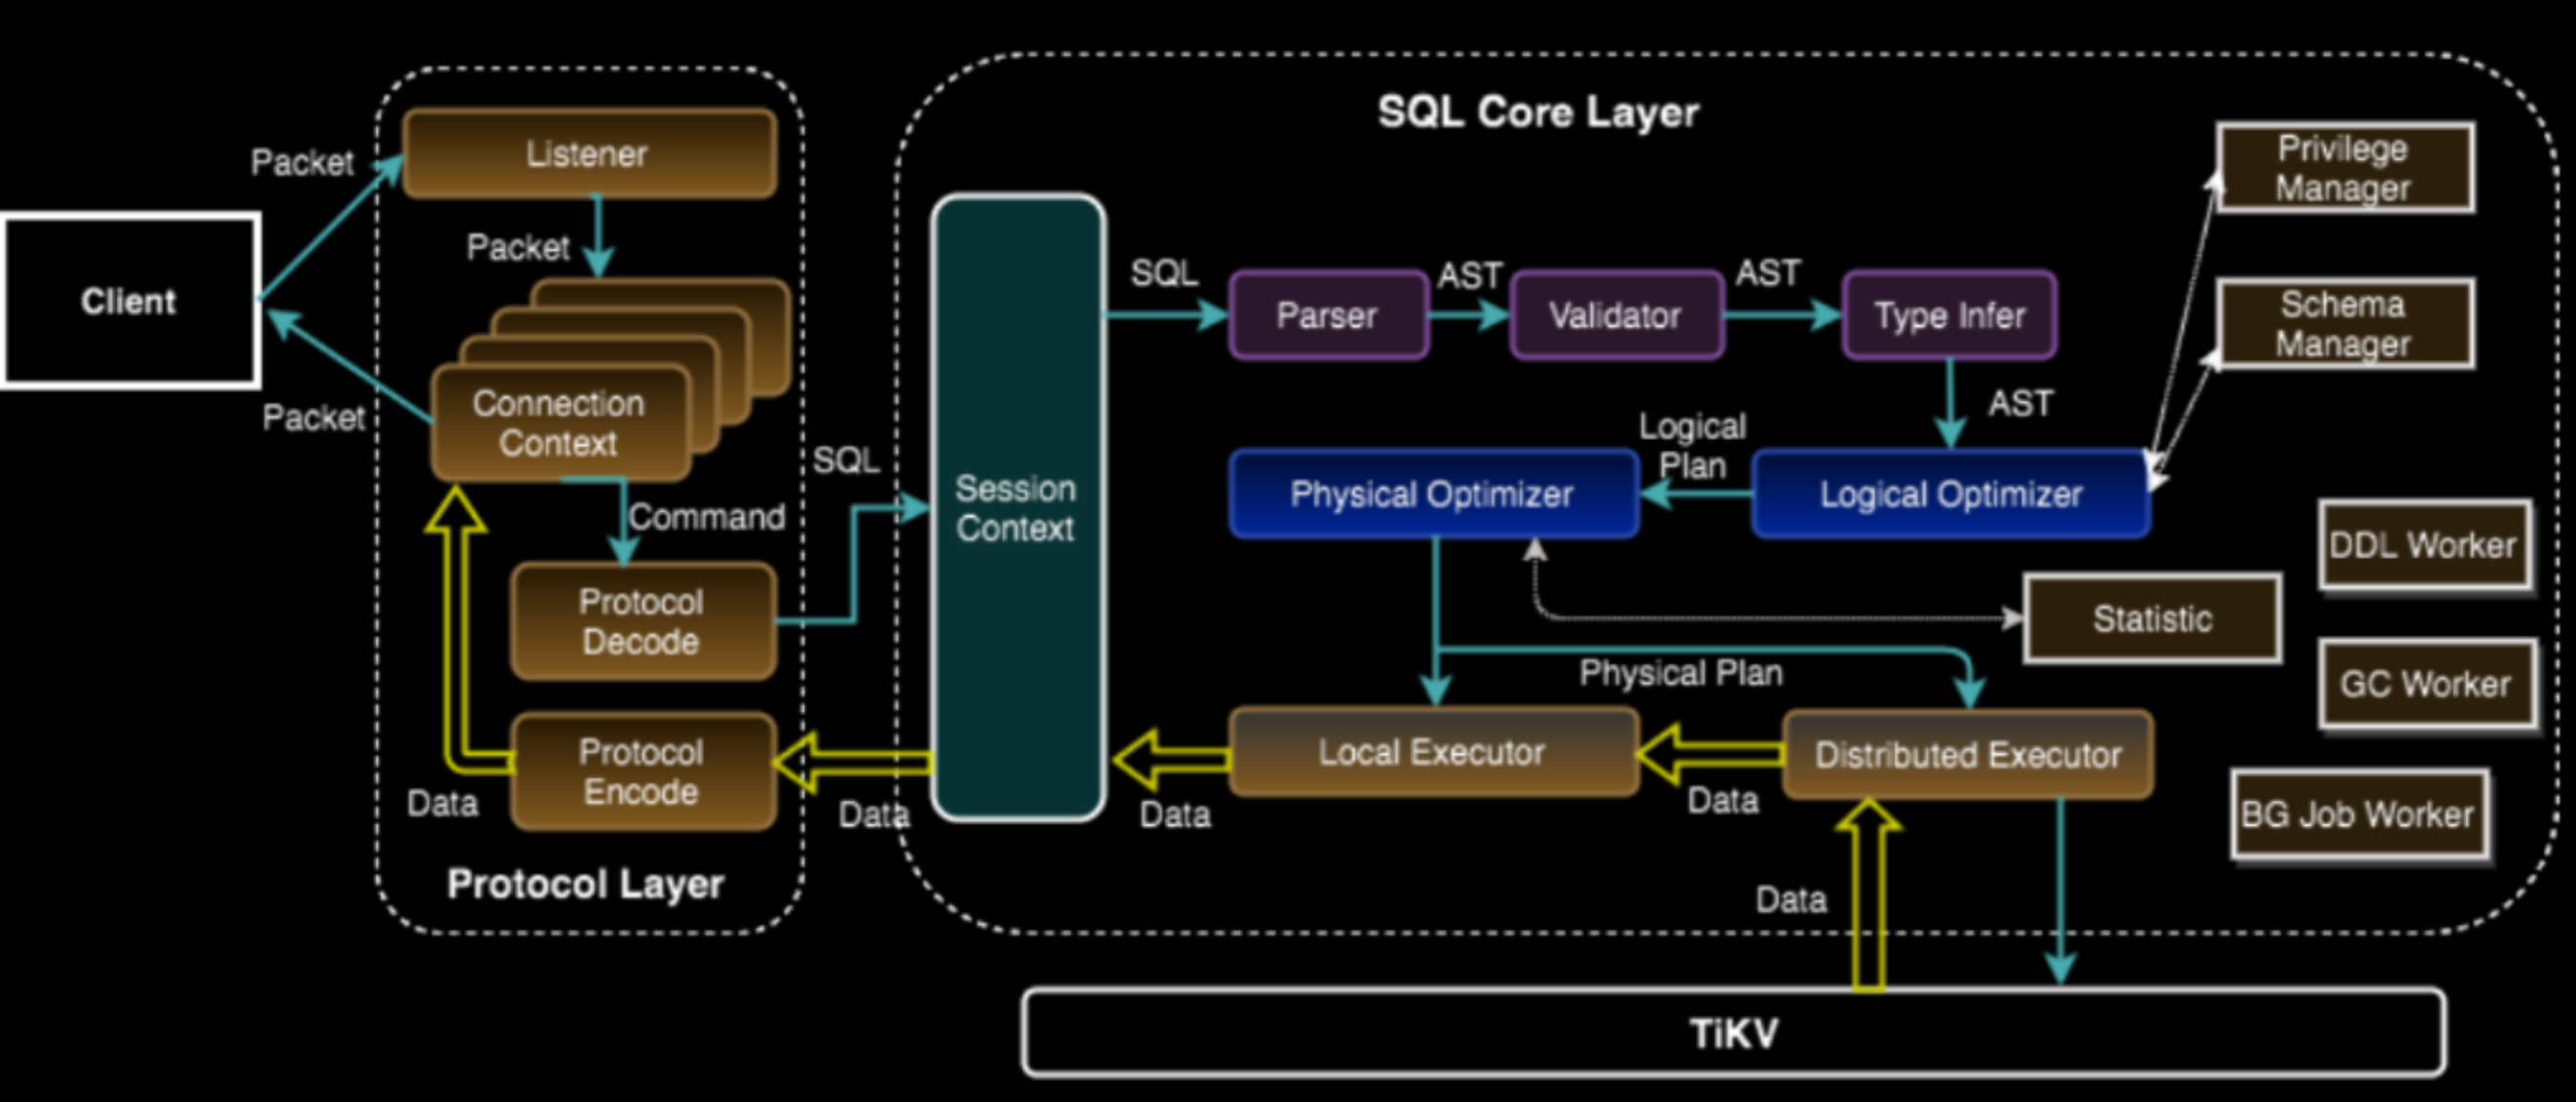 SQL Core Layer
Privilege
Manager
Listener
Packet
Packet
SQL
AST
AST
Schema
Manager
Client
Parser
Validator
Type Infer
Connection
Context
Packet
AST
Logical
Plan
SQL
Session
Context
Physical Optimizer
Logical Optimizer
Command
DDL Worker
Protocol
Decode
Statistic
Physical Plan
GC Worker
Protocol
Encode
Local Executor
Distributed Executor
Data
Data
Data
Data
BG Job Worker
Protocol Layer
Data
TiKV